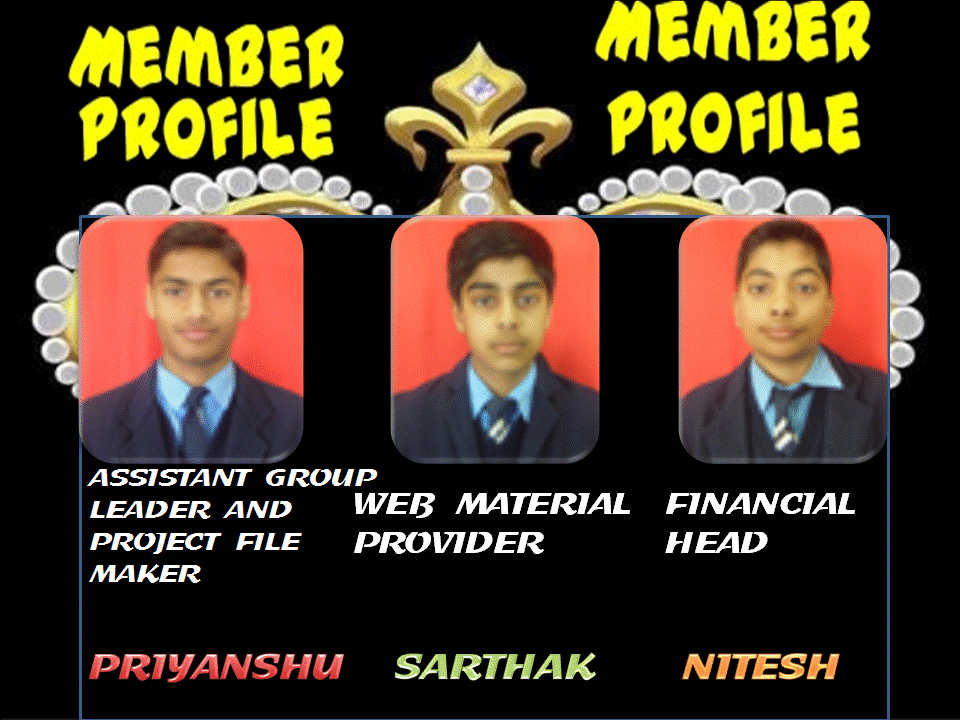 MEMBER
PROFILE
MEMBER
PROFILE
ASSISTANT GROUP
LEADER AND
PROJECT FILE
MAKER
WEB MATERIAL
PROVIDER
FINANCIAL
HEAD
PRIYANSHU
SARTHAK
NITESH